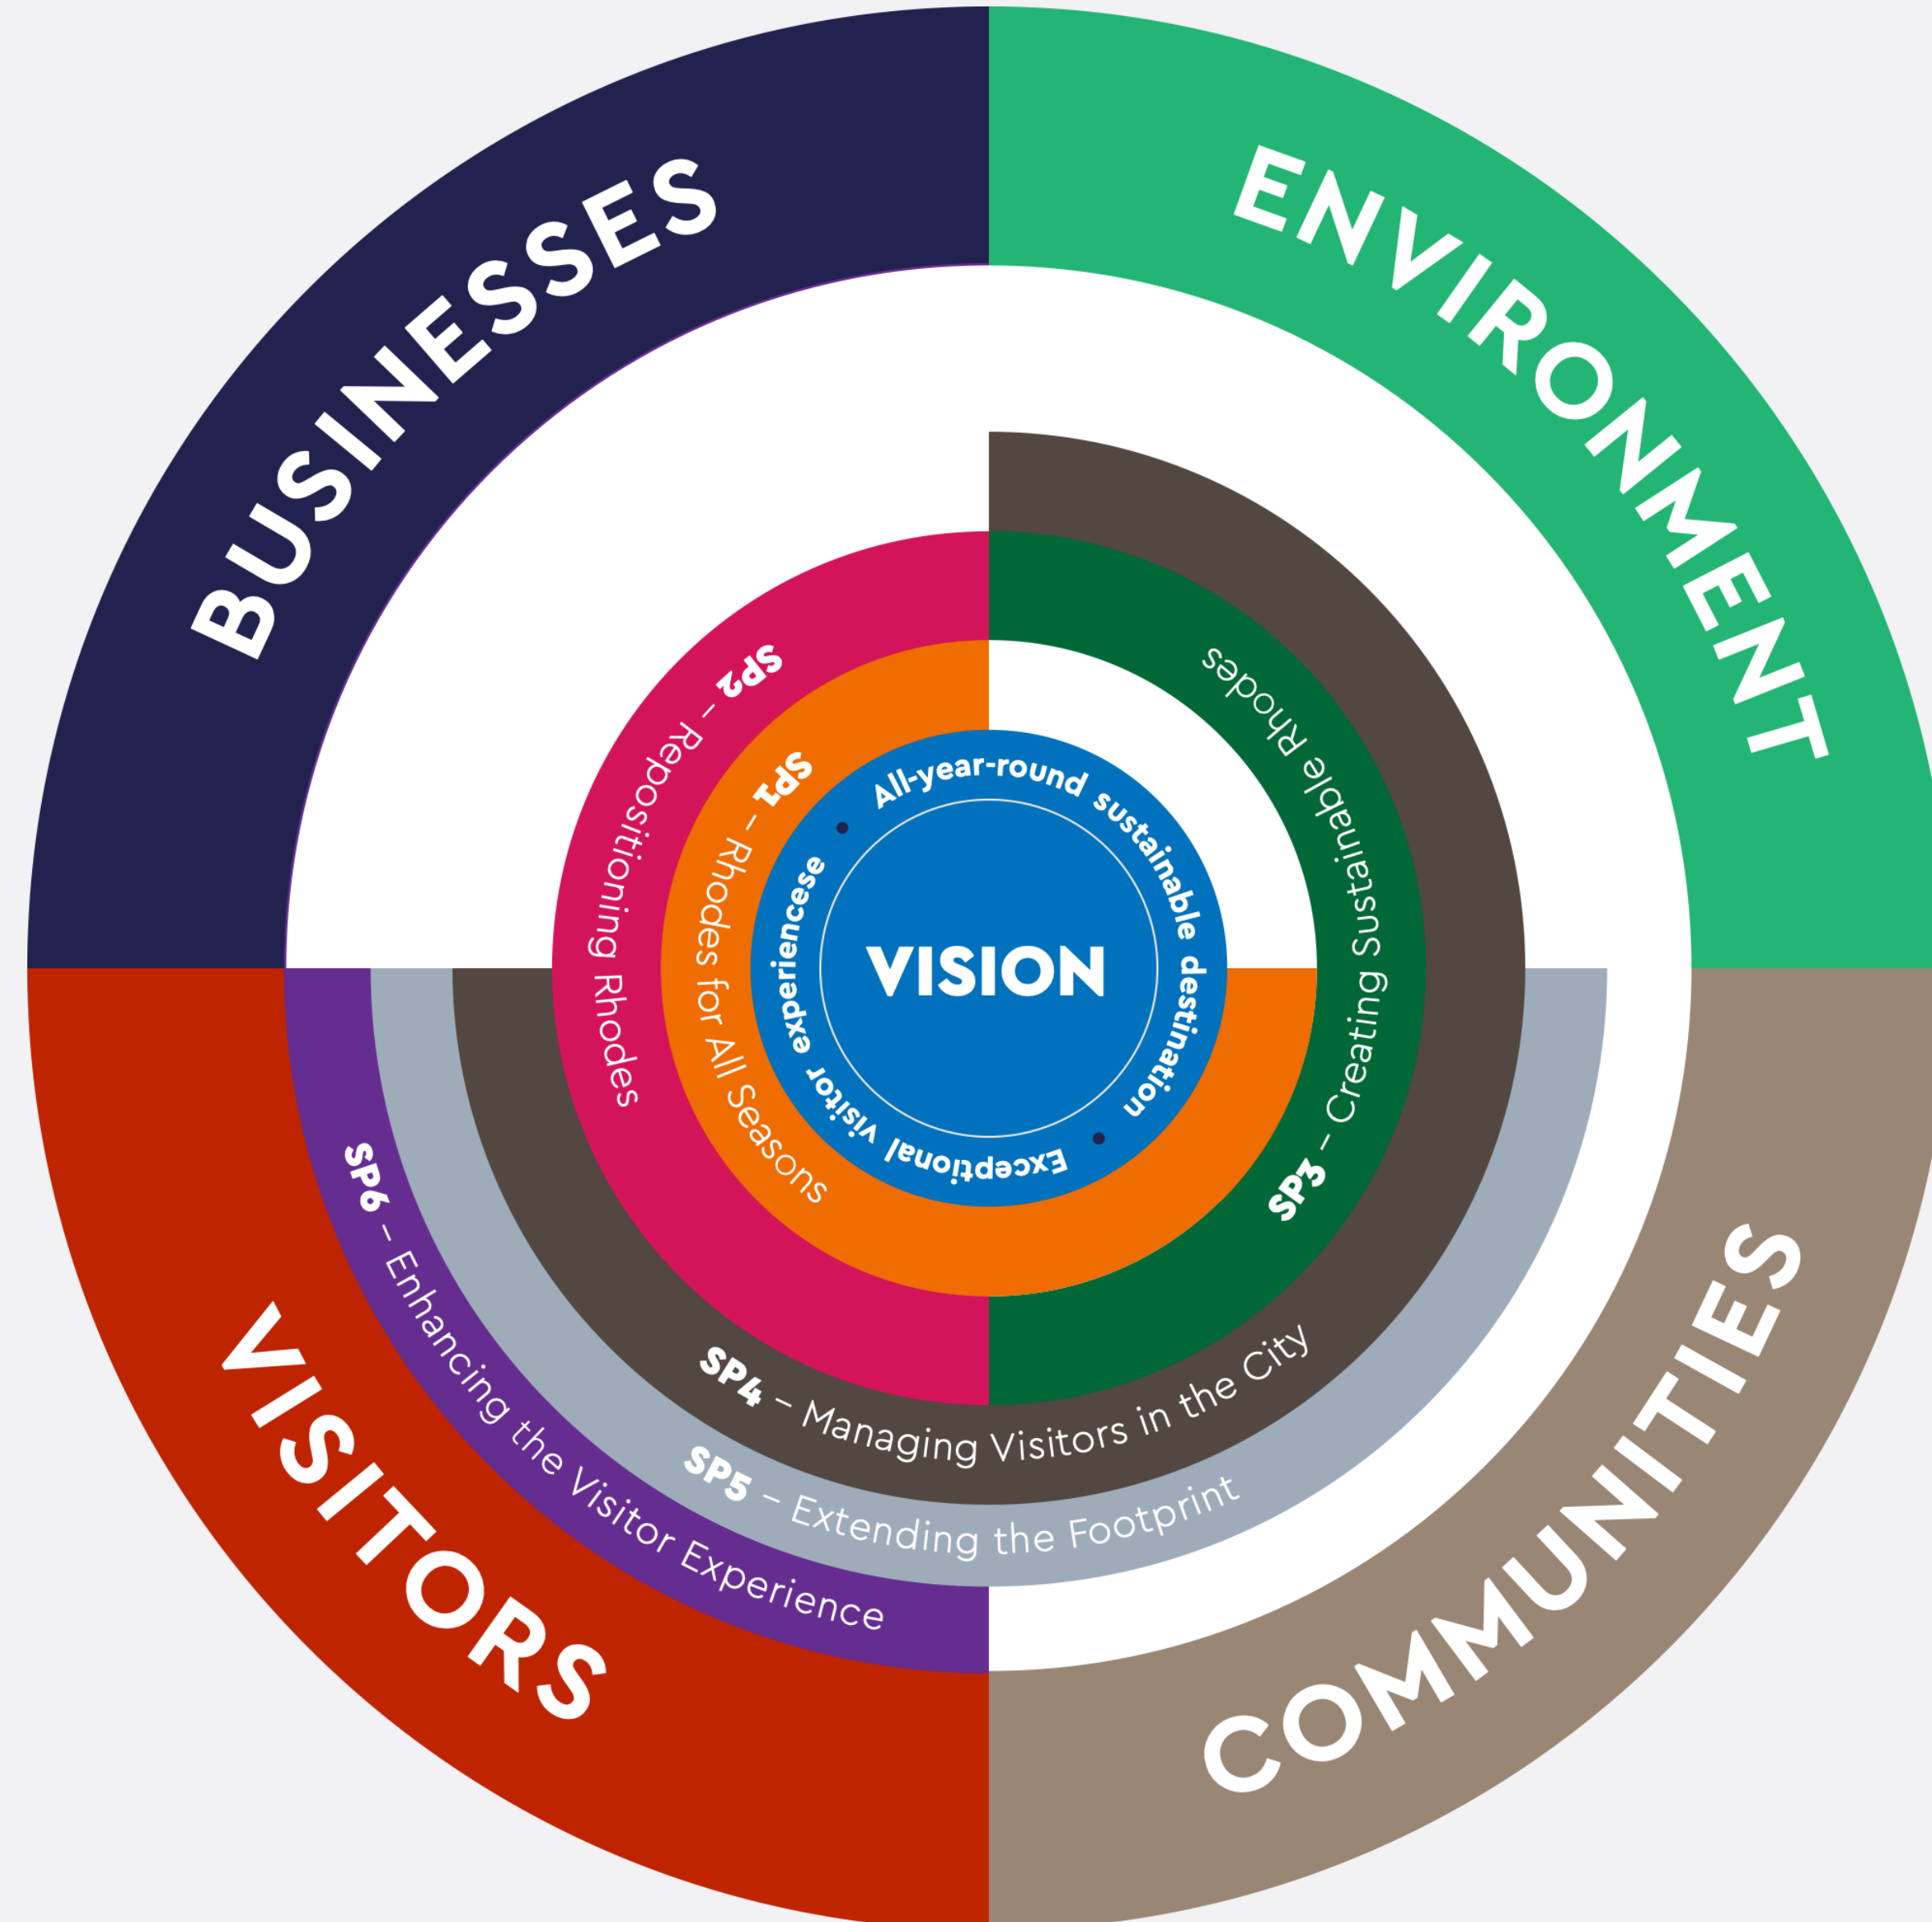 BUSINESSES
ENVIRONMENT
COMMUNITIES
VISITORS
VISION
All-year-round sustainable destination
•
Exceptional visitor experience
•
SP1 – Rhodes for All Seasons
SP2 – Repositioning Rhodes
SP3 – Creating Sustainable Rhodes
SP4 – Managing Visitors in the City
SP5 – Extending the Footprint
SP6 – Enhancing the Visitor Experience